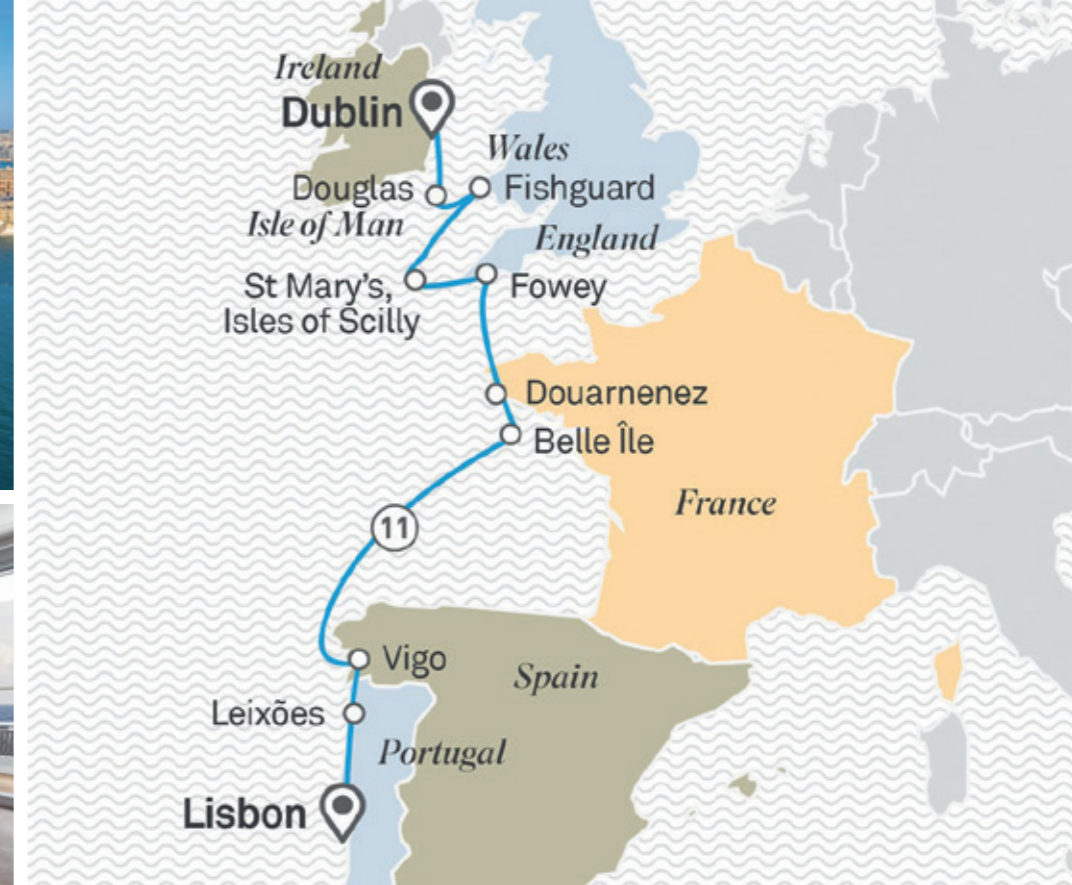 Ireland
Dublin
Wales
Douglas
Fishguard
Isle of Man
England
St Mary's,
Isles of Scilly
Fowey
Douarnenez
Belle Île
France
11
Vigo
Spain
Leixões
Portugal
Lisbon